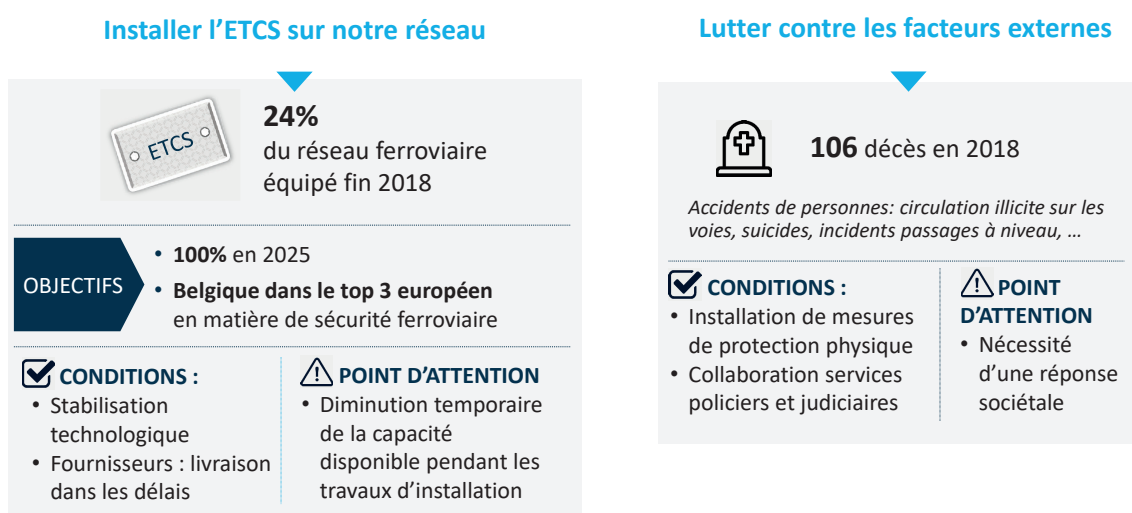 Installer l’ETCS sur notre réseau
ETCS
24%
du réseau ferroviaire
équipé fin 2018
OBJECTIFS
• 100% en 2025
• Belgique dans le top 3 européen
en matière de sécurité ferroviaire
CONDITIONS :
• Stabilisation
technologique
• Fournisseurs : livraison
dans les délais
POINT D’ATTENTION
• Diminution temporaire
de la capacité
disponible pendant les
travaux d’installation
Lutter contre les facteurs externes
106 décès en 2018
Accidents de personnes: circulation illicite sur les
voies, suicides, incidents passages à niveau, …
CONDITIONS :
• Installation de mesures
de protection physique
• Collaboration services
policiers et judiciaires
POINT
D’ATTENTION
• Nécessité
d’une réponse
sociétale